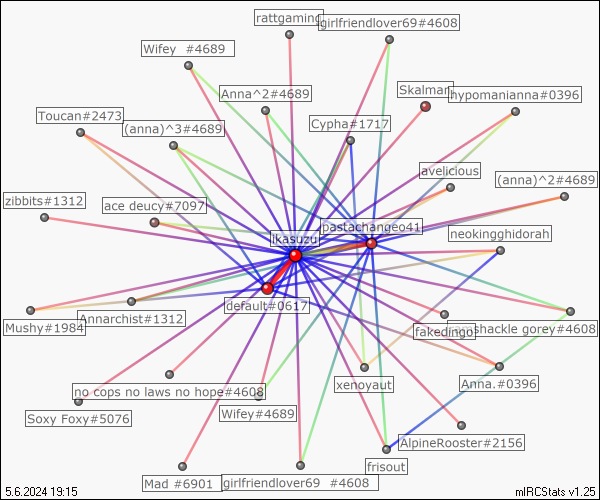 rattgaming
girlfriendlover69#4608
Wifey #4689
Skalman
hypomanianna#0396
Anna^2#4689
Toucan#2473
(anna)^3#4689
Cypha#1717
avelicious
(anna)^2#4689
zibbits#1312
ace deucy#7097
pastachangeo41
neokingghidorah
lkasuzu
default#0617
Mushy#1984
Annarchist#1312
fakedingo
shackle gorey#4608
no cops no laws no hope#4608
xenoyaut
Anna.#0396
Soxy Foxy#5076
Wifey#4689
AlpineRooster#2156
frisout
Mad #6901
girlfriendlover69 #4608
5.6.2024 19:15
mIRCStats v1.25